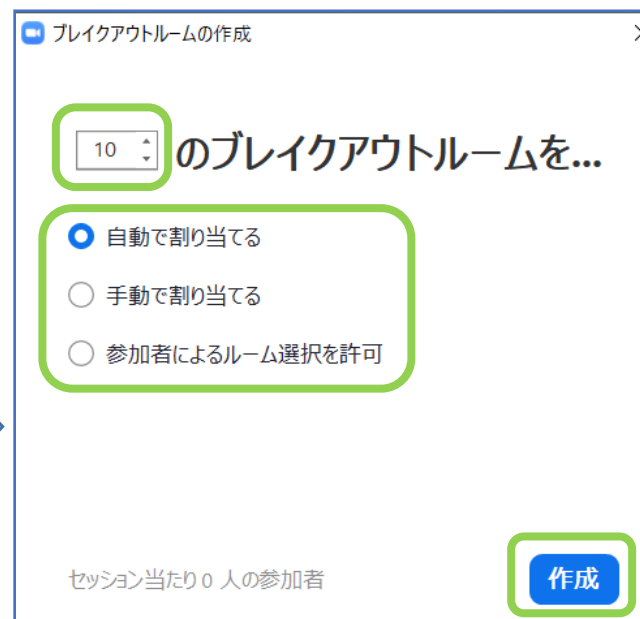 ブレイクアウトルームの作成
10 のブレイクアウトルームを...
自動で割り当てる
手動で割り当てる
参加者によるルーム選択を許可
セッション当たり0 人の参加者
作成